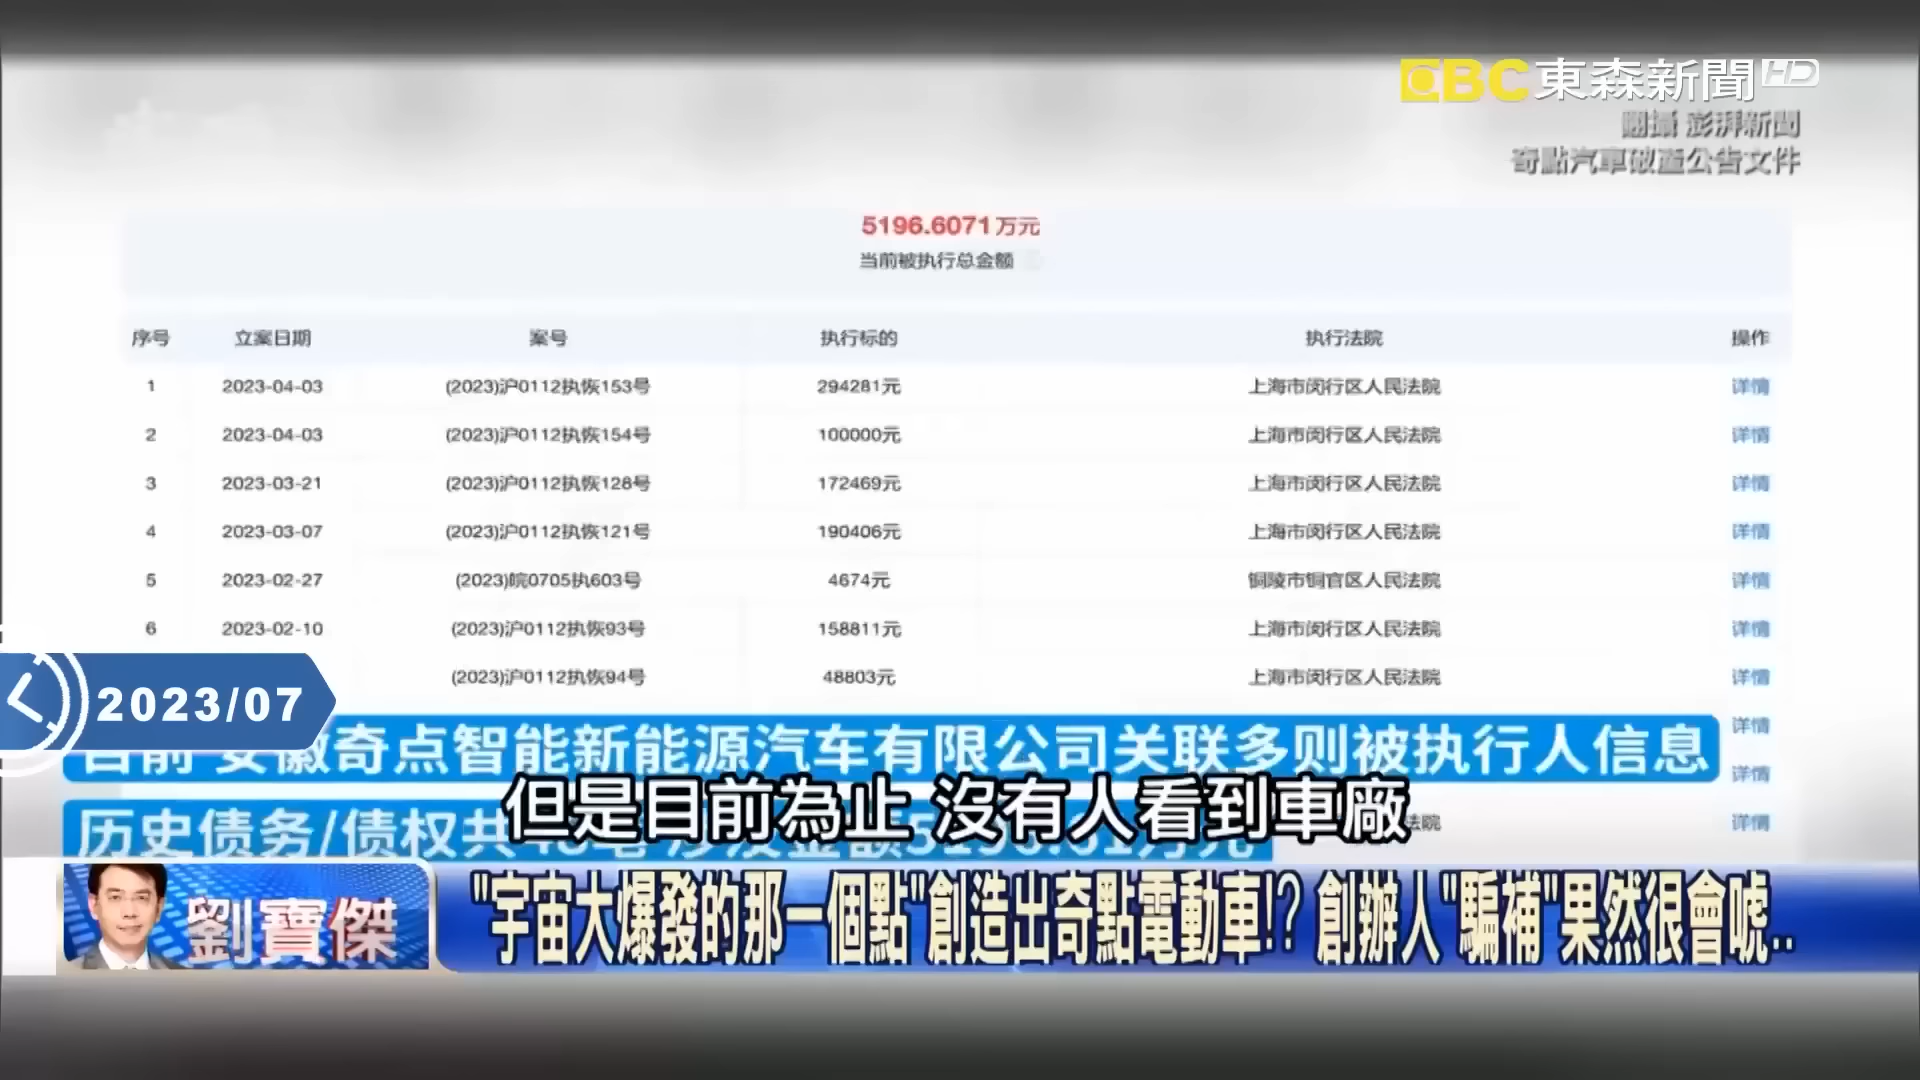 EBC 東森新聞 HD
翻攝 澎湃新聞
奇點汽車破產公告文件
5196.6071万元
当前被执行总金额
序号 立案日期 案号 执行标的 执行法院 操作
1 2023-04-03 (2023)沪0112执恢153号 294281元 上海市闵行区人民法院 详情
2 2023-04-03 (2023)沪0112执恢154号 100000元 上海市闵行区人民法院 详情
3 2023-03-21 (2023)沪0112执恢128号 172469元 上海市闵行区人民法院 详情
4 2023-03-07 (2023)沪0112执恢121号 190406元 上海市闵行区人民法院 详情
5 2023-02-27 (2023)皖0705执603号 4674元 铜陵市铜官区人民法院 详情
6 2023-02-10 (2023)沪0112执恢93号 158811元 上海市闵行区人民法院 详情
(2023)沪0112执恢94号 48803元 上海市闵行区人民法院 详情
2023/07
详情
目前 安徽奇点智能新能源汽车有限公司关联多则被执行人信息
详情
历史债务/债权共
但是目前為止 沒有人看到車廠
法院 详情
劉寶傑
"宇宙大爆發的那一個點"創造出奇點電動車!? 創辦人"騙補"果然很會唬..